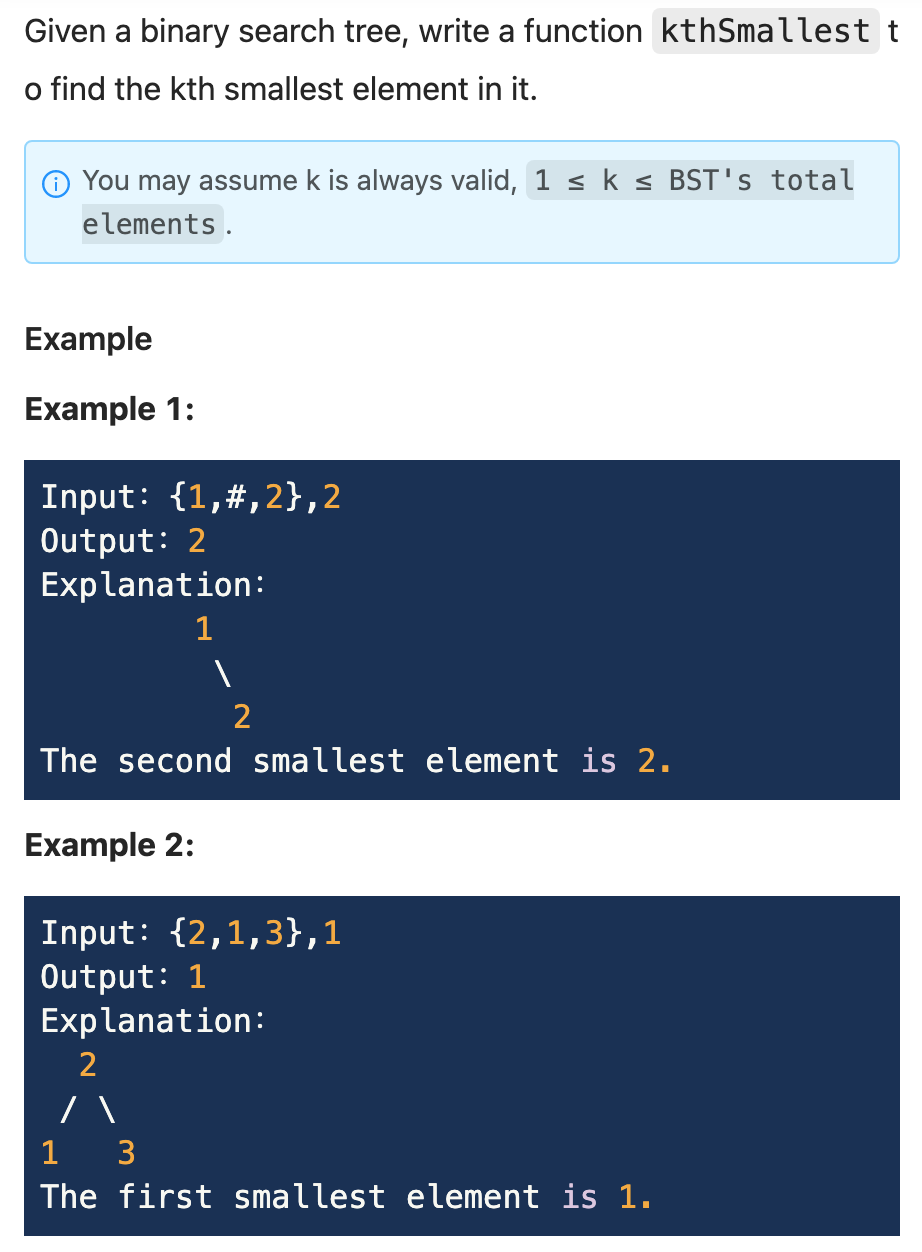 Given a binary search tree, write a function kthSmallest t
o find the kth smallest element in it.
You may assume k is always valid, 1 ≤ k ≤ BST's total
elements.
Example
Example 1:
Input: {1,#,2},2
Output: 2
Explanation:
1
\
2
The second smallest element is 2.
Example 2:
Input: {2,1,3},1
Output: 1
Explanation:
2
/ \
1 3
The first smallest element is 1.